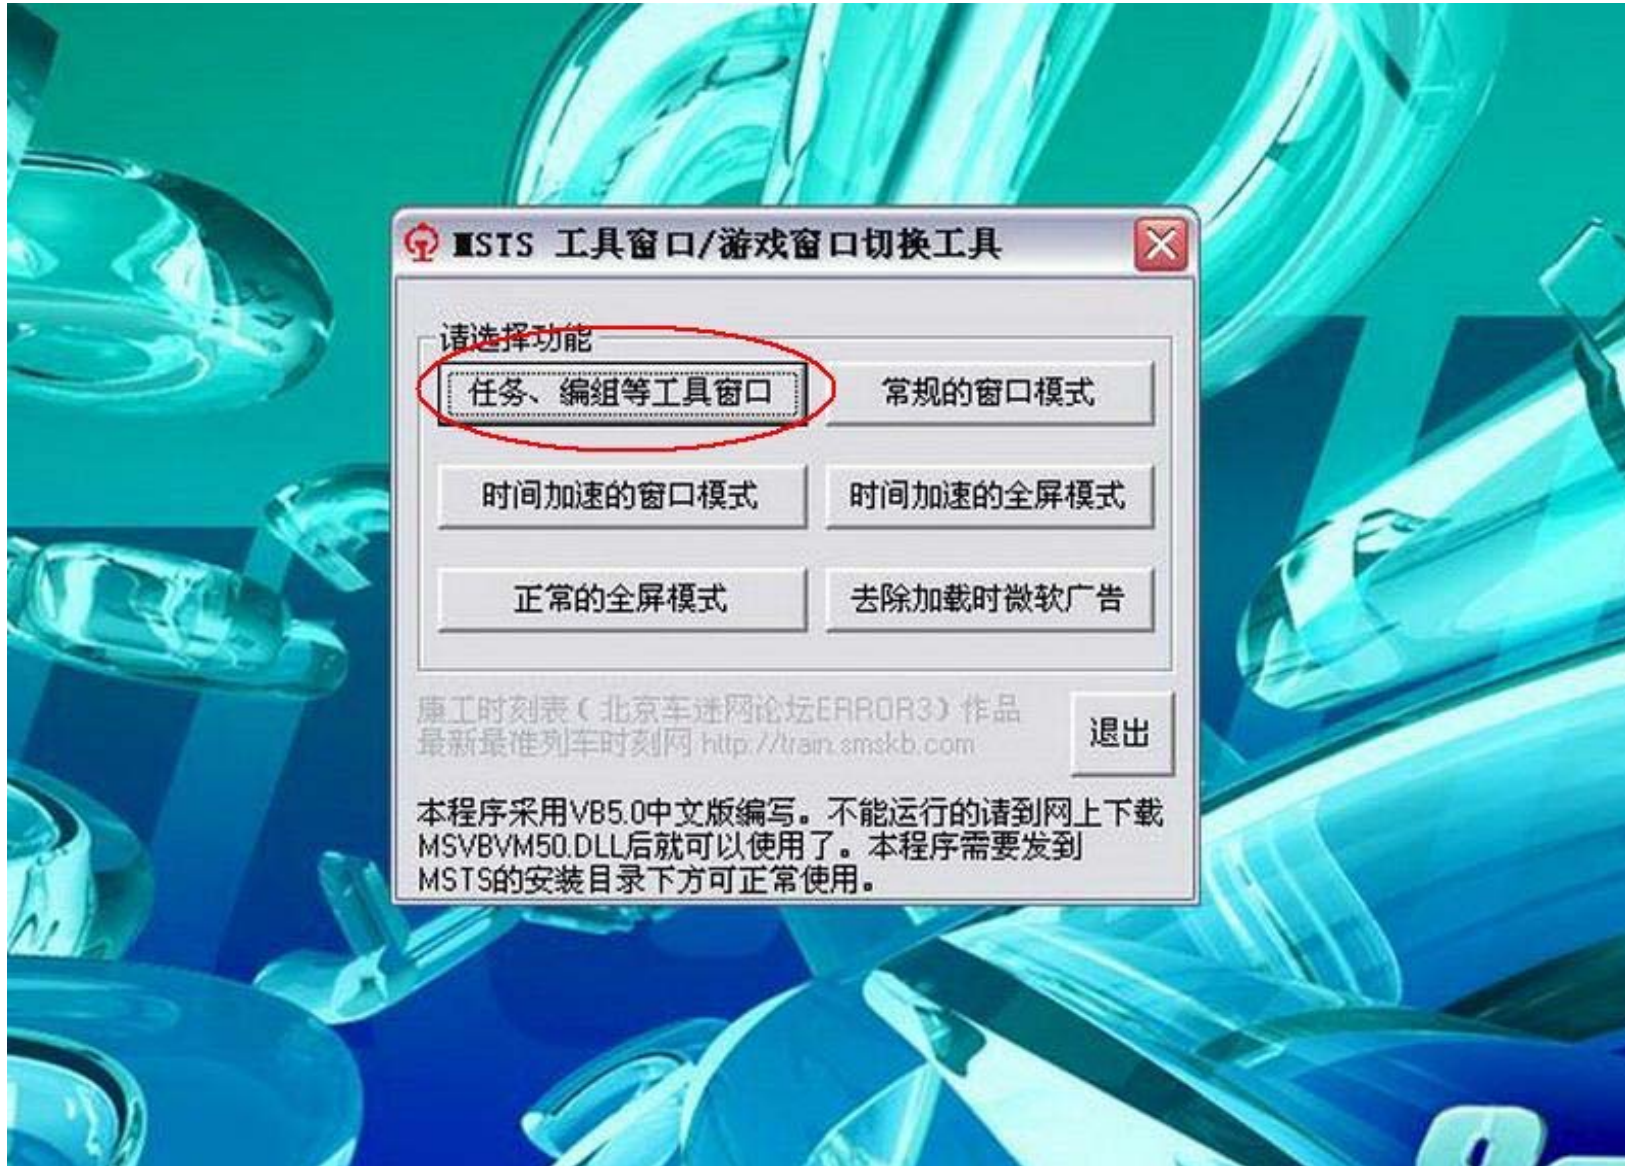 MSTS 工具窗口/游戏窗口切换工具
请选择功能
任务、编组等工具窗口
常规的窗口模式
时间加速的窗口模式
时间加速的全屏模式
正常的全屏模式
去除加载时微软广告
康工时刻表(北京车迷网论坛ERROR3)作品
最新最准列车时刻网 http://train.smskb.com
退出
本程序采用VB5.0中文版编写。不能运行的请到网上下载
MSVBVM50.DLL后就可以使用了。本程序需要发到
MSTS的安装目录下方可正常使用。